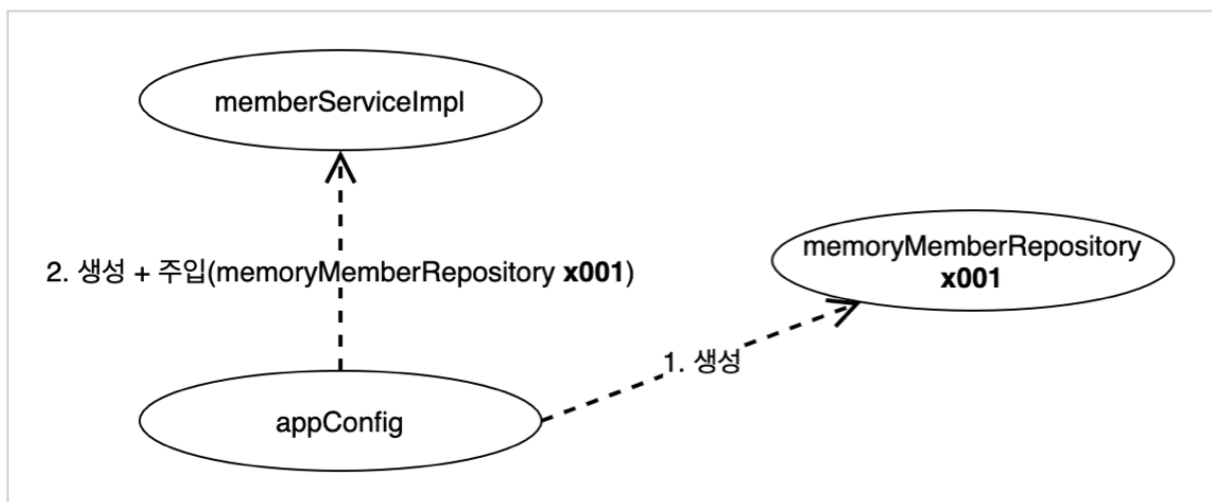 memberServiceImpl
2. 생성 + 주입(memoryMemberRepository x001)
memoryMemberRepository
x001
1. 생성
appConfig